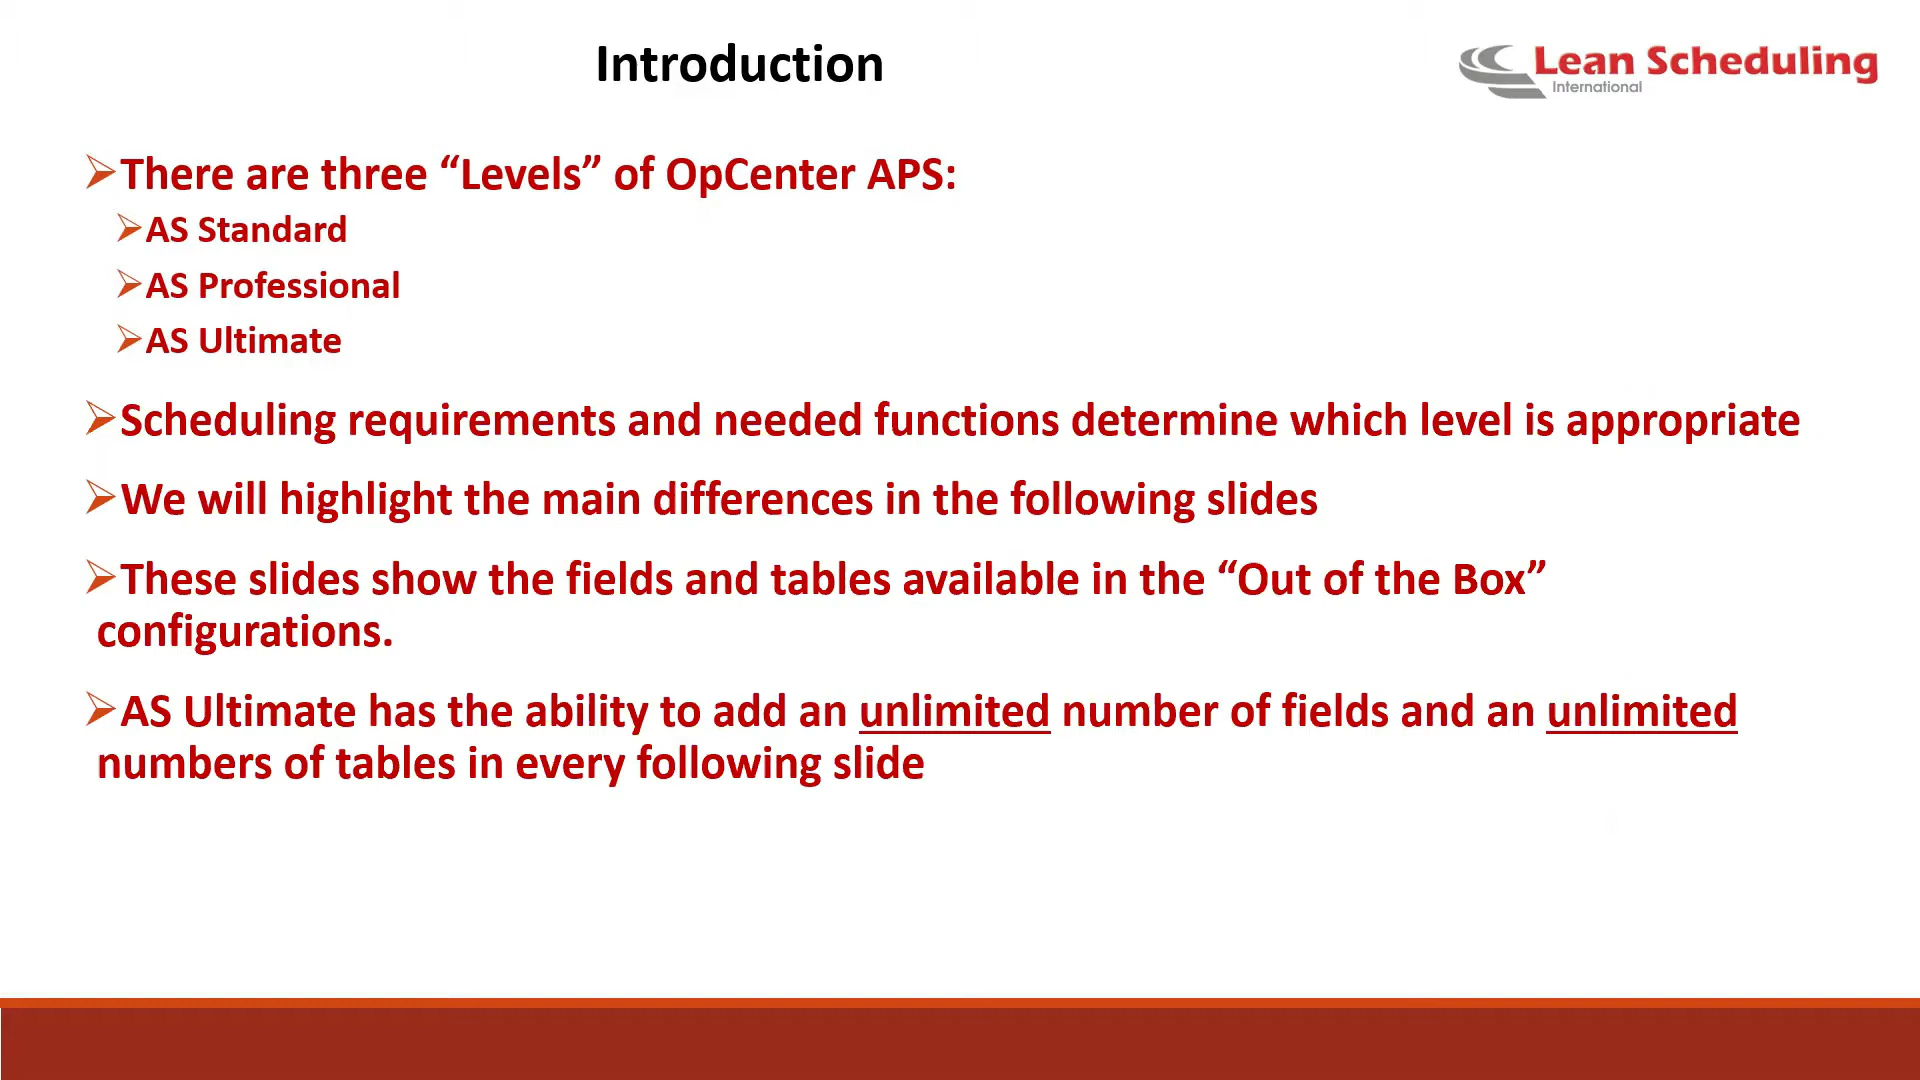 Introduction
Lean Scheduling
International
There are three “Levels” of OpCenter APS:
AS Standard
AS Professional
AS Ultimate
Scheduling requirements and needed functions determine which level is appropriate
We will highlight the main differences in the following slides
These slides show the fields and tables available in the “Out of the Box”
configurations.
AS Ultimate has the ability to add an unlimited number of fields and an unlimited
numbers of tables in every following slide